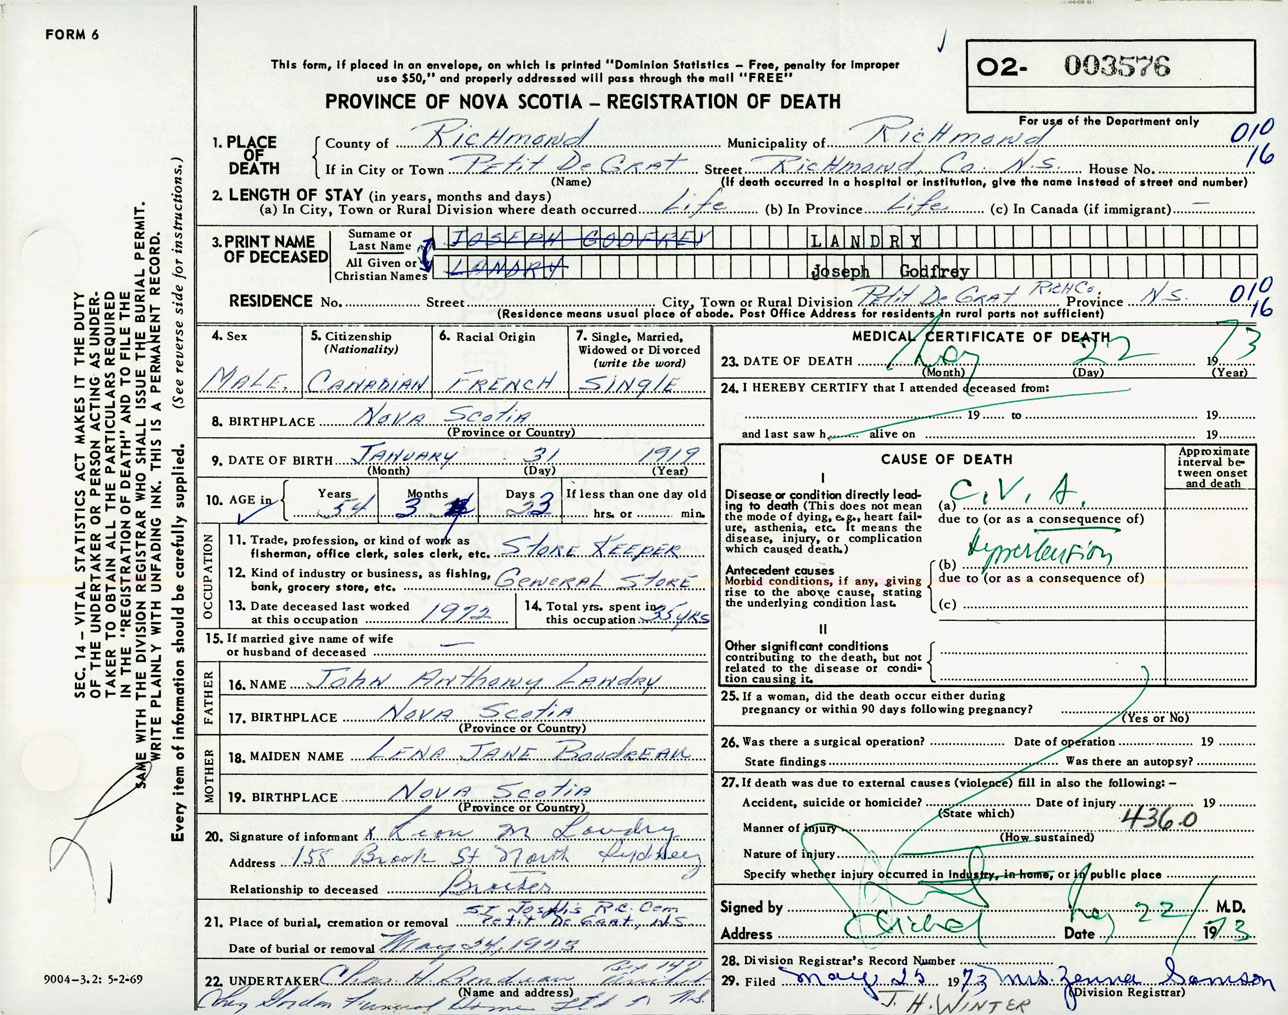 FORM 6
This form, if placed in an envelope, on which is printed "Dominion Statistics – Free, penalty for improper
use $50," and properly addressed will pass through the mail "FREE"
PROVINCE OF NOVA SCOTIA – REGISTRATION OF DEATH
O2- 003576
For use of the Department only
1. PLACE OF DEATH
County of Richmond Municipality of Richmond 010
If in City or Town Petit De Grat Street Richmond, Co. N.S. House No. 16
(Name) (If death occurred in a hospital or institution, give the name instead of street and number)
2. LENGTH OF STAY (in years, months and days)
(a) In City, Town or Rural Division where death occurred Life (b) In Province Life (c) In Canada (if immigrant) –
3. PRINT NAME OF DECEASED
Surname or Last Name JOSEPH GODFREY LANDRY
All Given or Christian Names LANDRY Joseph Godfrey
RESIDENCE No. Street City, Town or Rural Division Petit De Grat Rich Co. Province N.S. 010
(Residence means usual place of abode. Post Office Address for residents in rural parts not sufficient) 16
4. Sex
Male.
5. Citizenship
(Nationality)
Canadian
6. Racial Origin
French
7. Single, Married,
Widowed or Divorced
(write the word)
Single
8. BIRTHPLACE Nova Scotia
(Province or Country)
9. DATE OF BIRTH January 31 1919
(Month) (Day) (Year)
10. AGE in Years 54 Months 3 Days 22 If less than one day old
hrs. or min.
OCCUPATION
11. Trade, profession, or kind of work as
fisherman, office clerk, sales clerk, etc. Store Keeper
12. Kind of industry or business, as fishing,
bank, grocery store, etc. General Store
13. Date deceased last worked
at this occupation 1972
14. Total yrs. spent in
this occupation 35 yrs
15. If married give name of wife
or husband of deceased —
FATHER
16. NAME John Anthony Landry
17. BIRTHPLACE Nova Scotia
(Province or Country)
MOTHER
18. MAIDEN NAME Lena Jane Boudreau
19. BIRTHPLACE Nova Scotia
(Province or Country)
20. Signature of informant x Leon M Landry
Address 158 Brook St North Sydney
Relationship to deceased Brother
21. Place of burial, cremation or removal St Joseph's R.C. Cem
Petit De Grat, N.S.
Date of burial or removal May 24, 1973
22. UNDERTAKER Chas H. Boudreau Box
(Name and address)
Funeral Home Ltd N.S.
MEDICAL CERTIFICATE OF DEATH
23. DATE OF DEATH May 22 1973
(Month) (Day) (Year)
24. I HEREBY CERTIFY that I attended deceased from:
19 to 19
and last saw h alive on 19
CAUSE OF DEATH
Approximate
interval be-
tween onset
and death
I
Disease or condition directly lead-
ing to death (This does not mean
the mode of dying, e.g., heart fail-
ure, asthenia, etc. It means the
disease, injury, or complication
which caused death.)
(a) C.V.A.
due to (or as a consequence of)
Hypertension
Antecedent causes
Morbid conditions, if any, giving
rise to the above cause, stating
the underlying condition last.
(b)
due to (or as a consequence of)
(c)
II
Other significant conditions
contributing to the death, but not
related to the disease or condi-
tion causing it.
25. If a woman, did the death occur either during
pregnancy or within 90 days following pregnancy?
(Yes or No)
26. Was there a surgical operation? Date of operation 19
State findings Was there an autopsy?
27. If death was due to external causes (violence) fill in also the following: –
Accident, suicide or homicide? Date of injury 19
(State which)
Manner of injury 436.0
(How sustained)
Nature of injury
Specify whether injury occurred in industry, in home, or in public place
Signed by May 22/ M.D.
Address Arichat Date 1973
28. Division Registrar's Record Number
29. Filed May 25 1973 Mrs. Zenna Samson
(Division Registrar)
J.H. WINTER
SEC. 14 – VITAL STATISTICS ACT MAKES IT THE DUTY
OF THE UNDERTAKER OR PERSON ACTING AS UNDER-
TAKER TO OBTAIN ALL THE PARTICULARS REQUIRED
IN THE "REGISTRATION OF DEATH" AND TO FILE THE
SAME WITH THE DIVISION REGISTRAR WHO SHALL ISSUE THE BURIAL PERMIT.
WRITE PLAINLY WITH UNFADING INK. THIS IS A PERMANENT RECORD.
Every item of information should be carefully supplied. (See reverse side for instructions.)
9004-3.2: 5-2-69